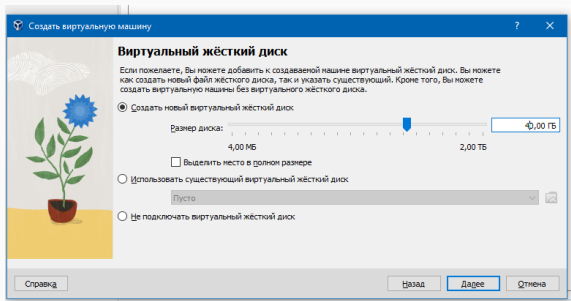 Создать виртуальную машину
Виртуальный жёсткий диск
Если пожелаете, Вы можете добавить к создаваемой машине виртуальный жёсткий диск. Вы можете
как создать новый файл жёсткого диска, так и указать существующий. Кроме того, Вы можете
создать виртуальную машину без виртуального жёсткого диска.
Создать новый виртуальный жёсткий диск
Размер диска:
40,00 ГБ
4,00 МБ 2,00 ТБ
Выделить место в полном размере
Использовать существующий виртуальный жёсткий диск
Пусто
Не подключать виртуальный жёсткий диск
Справка Назад Далее Отмена